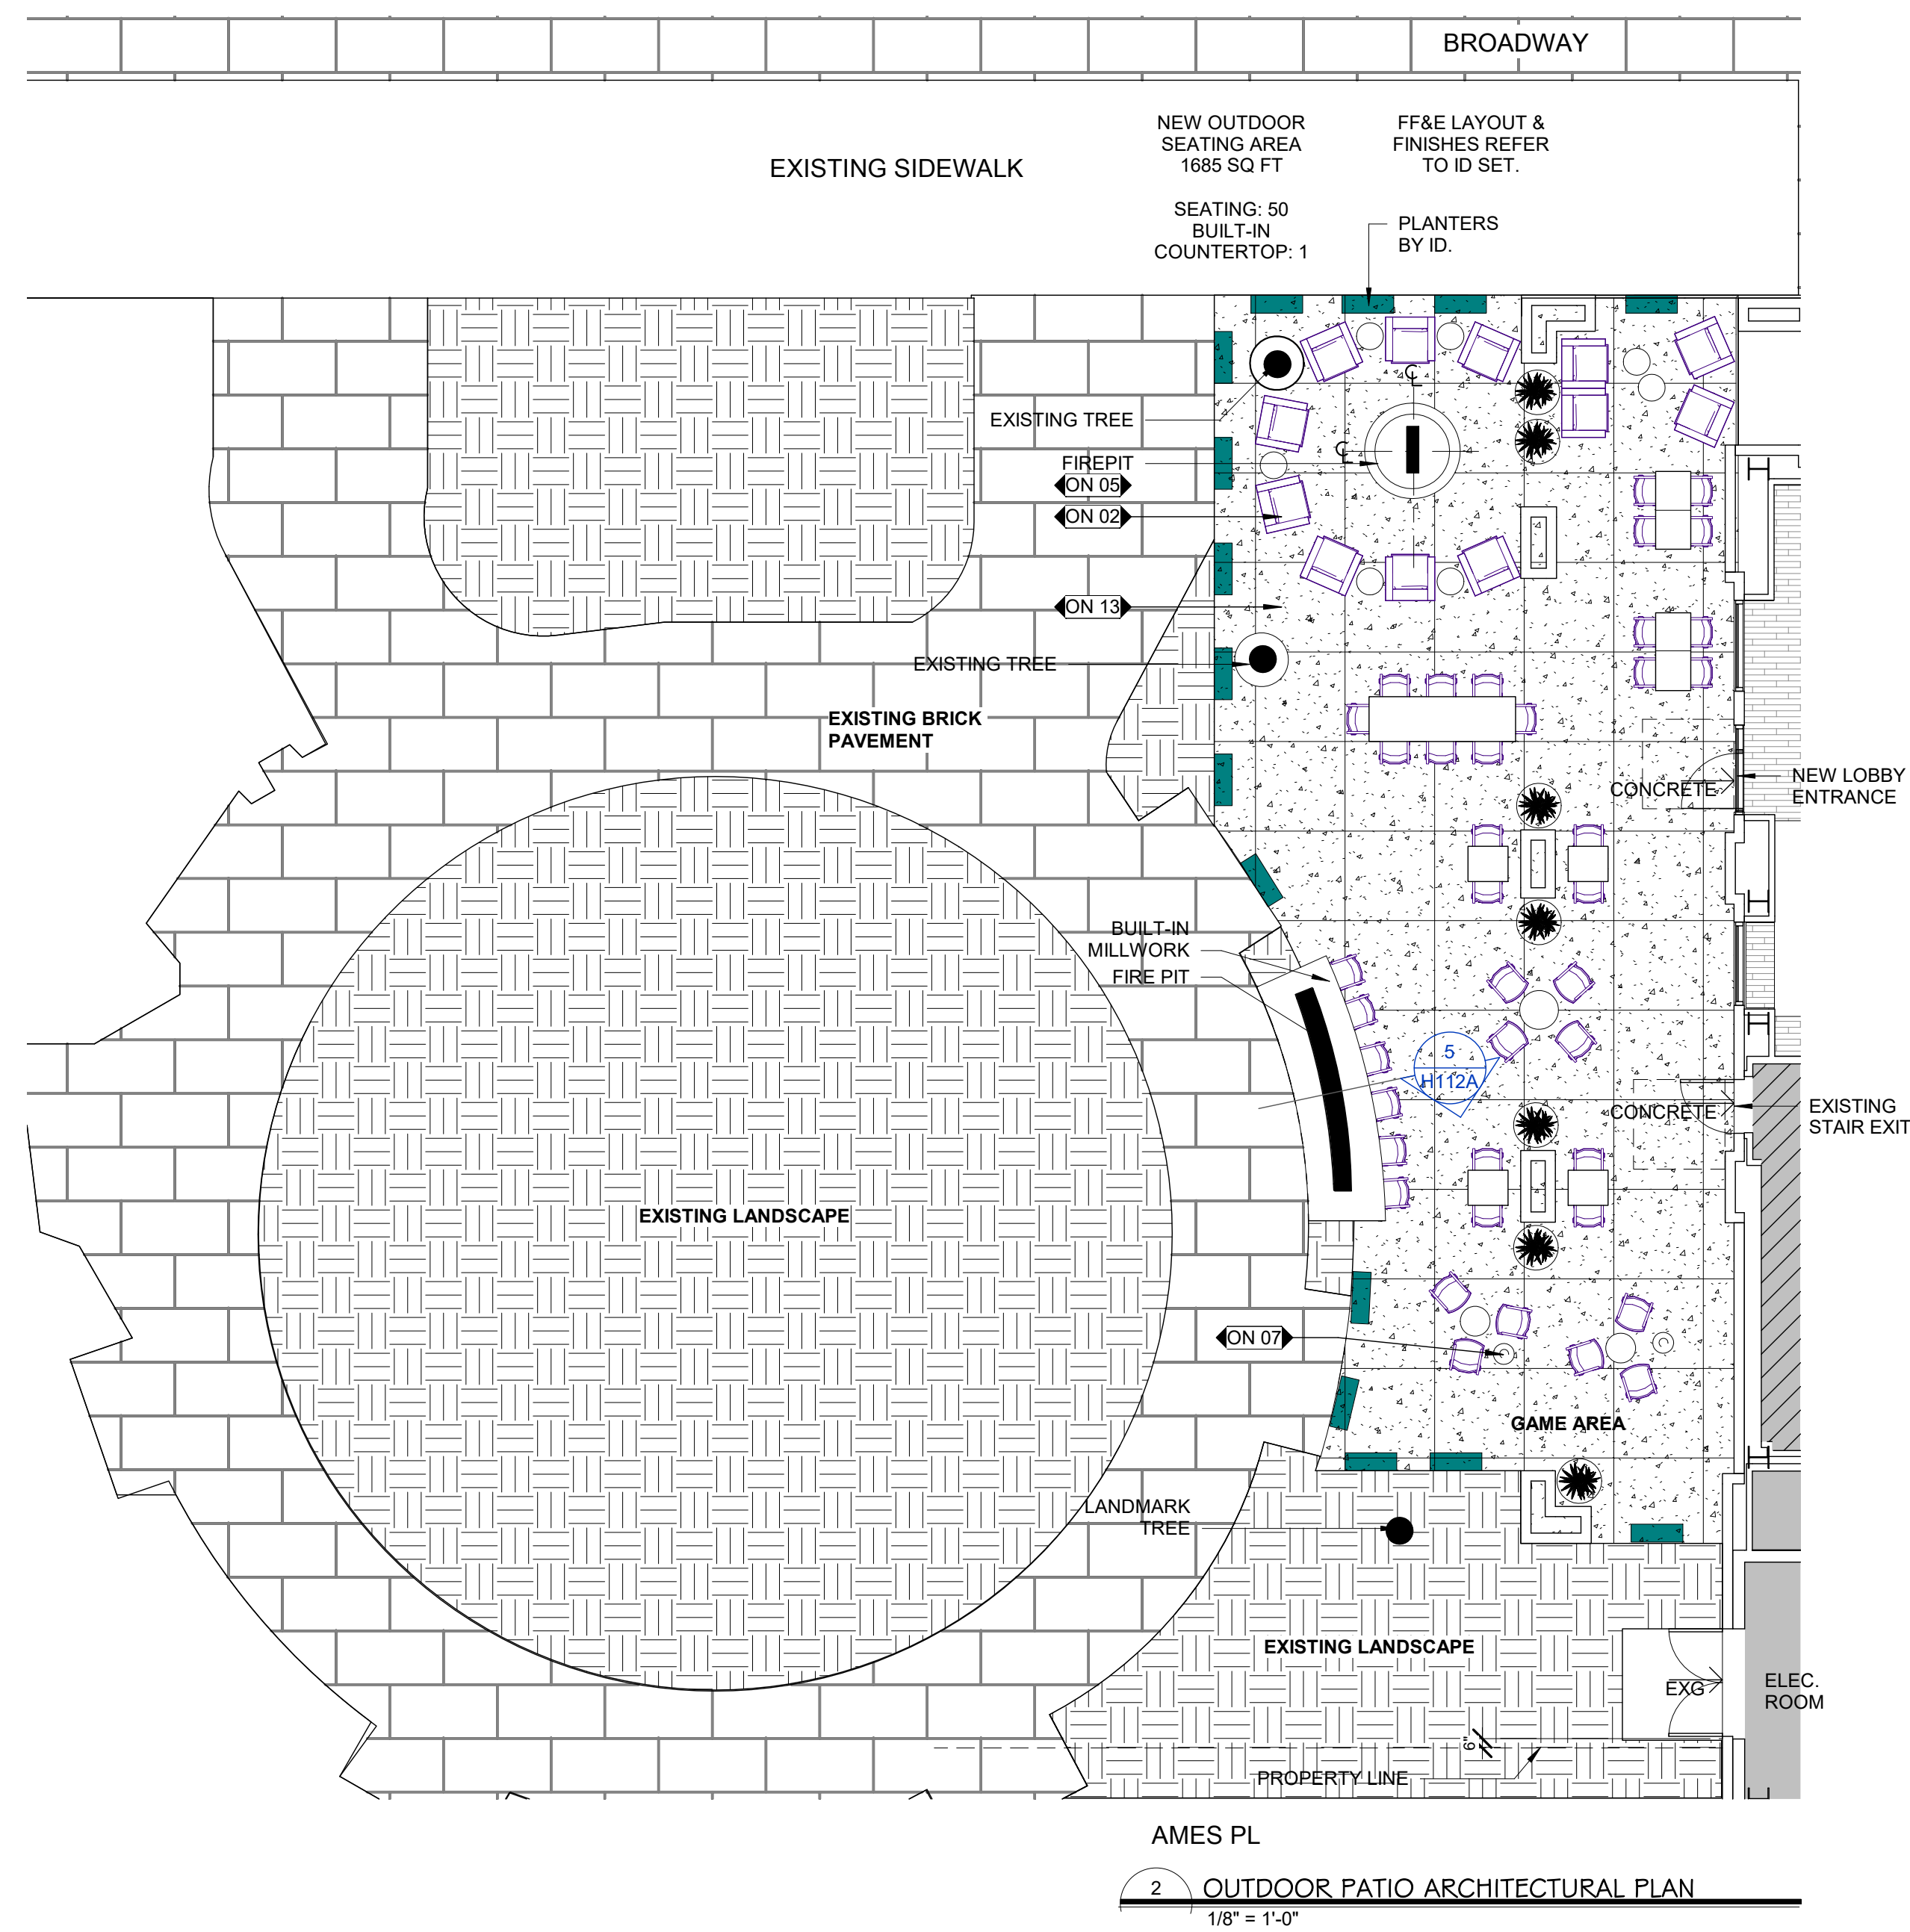 BROADWAY
NEW OUTDOOR
SEATING AREA
1685 SQ FT
SEATING: 50
BUILT-IN
COUNTERTOP: 1
FF&E LAYOUT &
FINISHES REFER
TO ID SET.
EXISTING SIDEWALK
PLANTERS
BY ID.
EXISTING TREE
FIREPIT
ON 05
ON 02
ON 13
EXISTING TREE
EXISTING BRICK
PAVEMENT
CONCRETE
NEW LOBBY
ENTRANCE
BUILT-IN
MILLWORK
FIRE PIT
5
H112A
CONCRETE
EXISTING
STAIR EXIT
EXISTING LANDSCAPE
ON 07
GAME AREA
LANDMARK
TREE
EXISTING LANDSCAPE
EXG
ELEC.
ROOM
6"
PROPERTY LINE
AMES PL
2
OUTDOOR PATIO ARCHITECTURAL PLAN
1/8" = 1'-0"